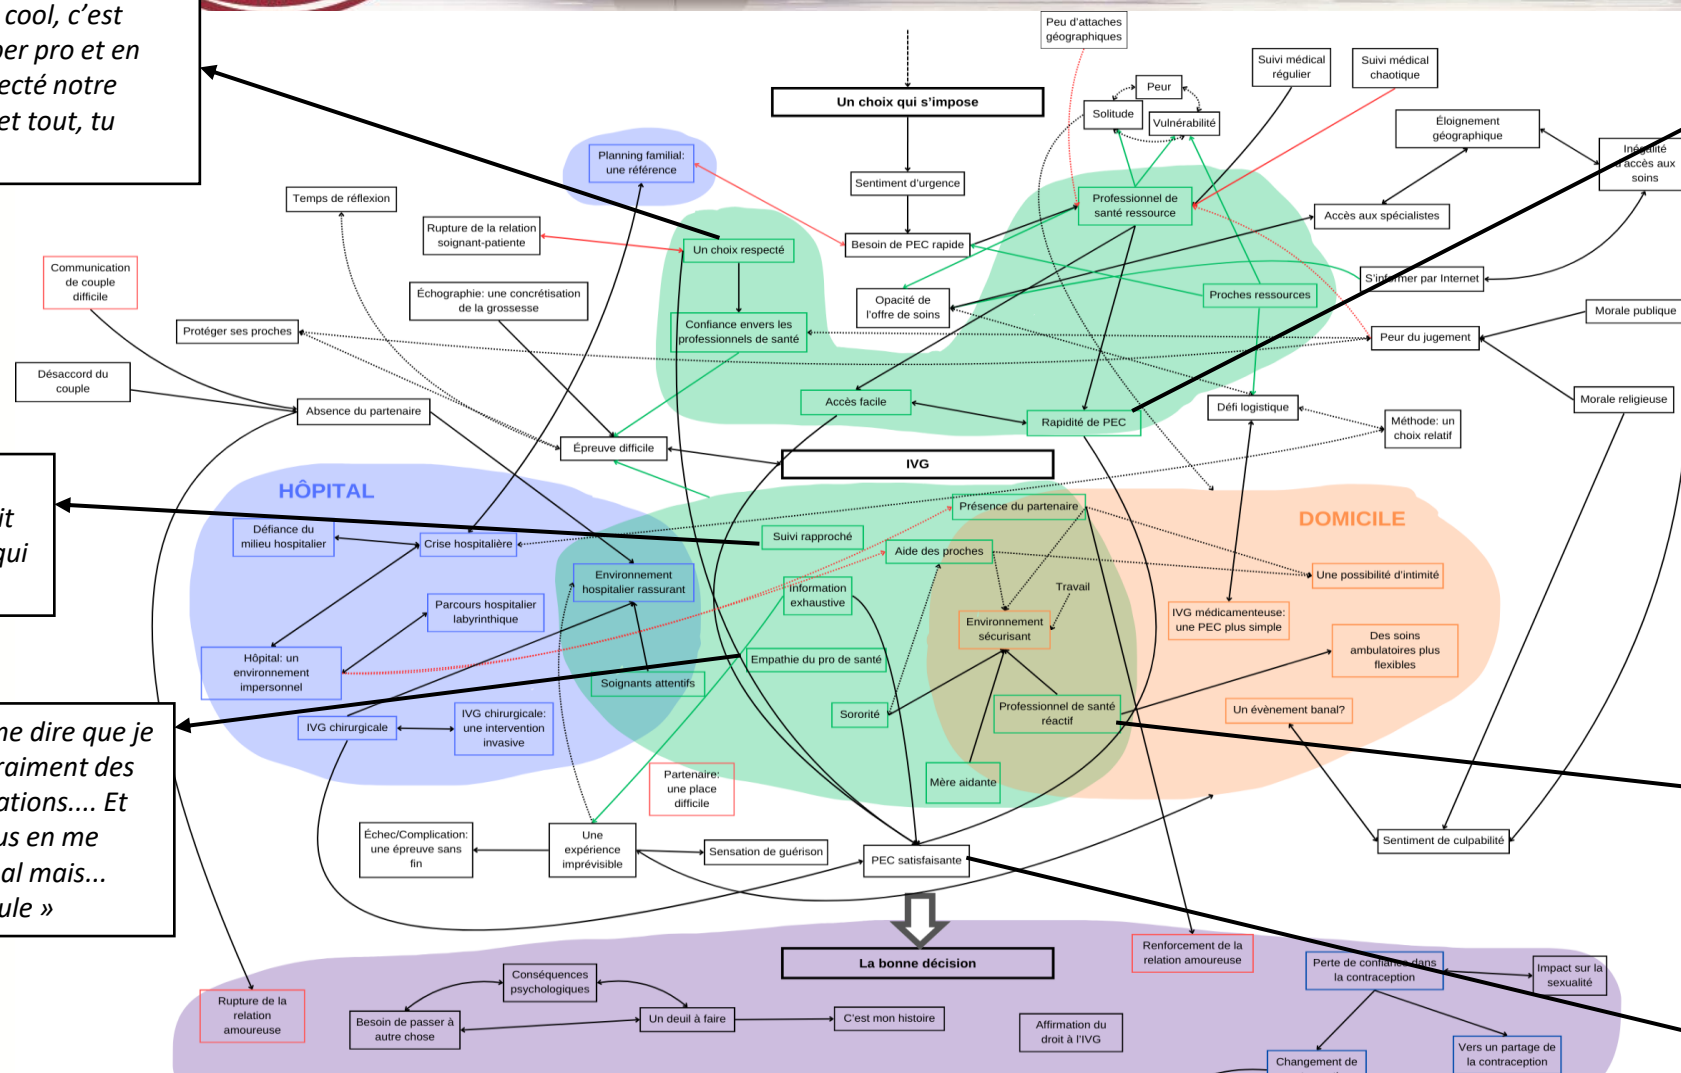 cool, c'est
per pro et en
ecté notre
et tout, tu
Peu d'attaches
géographiques
Suivi médical
régulier
Suivi médical
chaotique
Peur
Solitude
Vulnérabilité
Un choix qui s'impose
Éloignement
géographique
Inégalité
d'accès aux
soins
Planning familial:
une référence
Sentiment d'urgence
Temps de réflexion
Professionnel de
santé ressource
Accès aux spécialistes
Rupture de la relation
soignant-patiente
Un choix respecté
Besoin de PEC rapide
Communication
de couple
difficile
Échographie: une concrétisation
de la grossesse
Opacité de
l'offre de soins
Proches ressources
S'informer par Internet
Morale publique
Protéger ses proches
Confiance envers les
professionnels de santé
Peur du jugement
Désaccord du
couple
Absence du partenaire
Accès facile
Rapidité de PEC
Défi logistique
Méthode: un
choix relatif
Morale religieuse
Épreuve difficile
IVG
it
qui
HÔPITAL
DOMICILE
Défiance du
milieu hospitalier
Crise hospitalière
Suivi rapproché
Présence du partenaire
Aide des proches
Environnement
hospitalier rassurant
Information
exhaustive
Travail
Une possibilité d'intimité
Parcours hospitalier
labyrinthique
Environnement
sécurisant
IVG médicamenteuse:
une PEC plus simple
Des soins
ambulatoires plus
flexibles
Hôpital: un
environnement
impersonnel
Empathie du pro de santé
Soignants attentifs
Sororité
Professionnel de santé
réactif
Un évènement banal?
IVG chirurgicale
IVG chirurgicale:
une intervention
invasive
me dire que je
raiment des
ations.... Et
us en me
al mais...
ule »
Partenaire:
une place
difficile
Mère aidante
Échec/Complication:
une épreuve sans
fin
Une
expérience
imprévisible
Sensation de guérison
PEC satisfaisante
Sentiment de culpabilité
La bonne décision
Renforcement de la
relation amoureuse
Perte de confiance dans
la contraception
Impact sur la
sexualité
Rupture de la
relation
amoureuse
Conséquences
psychologiques
Besoin de passer à
autre chose
Un deuil à faire
C'est mon histoire
Affirmation du
droit à l'IVG
Changement de
Vers un partage de
la contraception